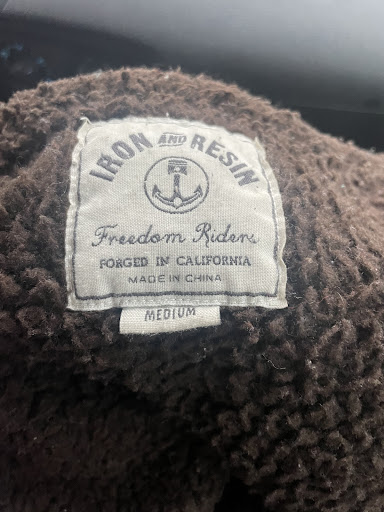 IRON AND RESIN
Freedom Riders
FORGED IN CALIFORNIA
MADE IN CHINA
MEDIUM